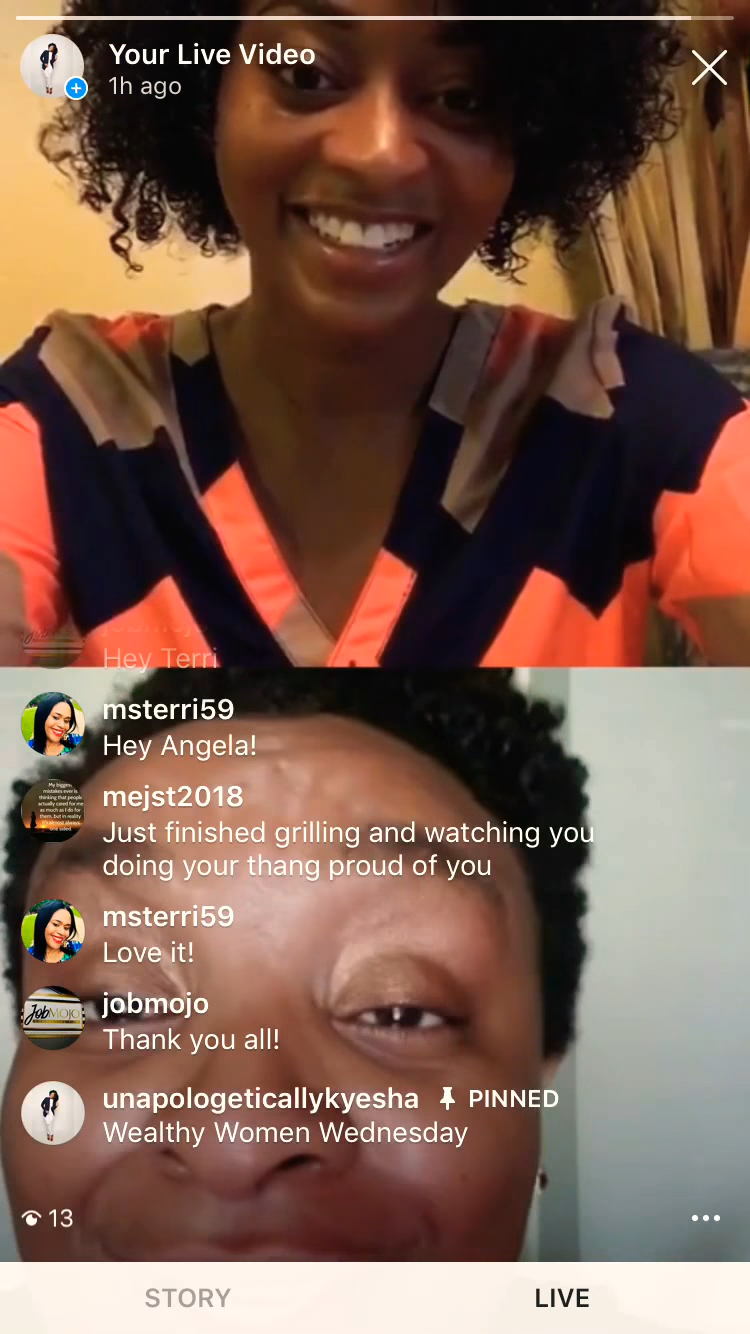 Your Live Video
1h ago
Hey Terri
msterri59
Hey Angela!
mejst2018
Just finished grilling and watching you
doing your thang proud of you
msterri59
Love it!
jobmojo
JobMOJO
Thank you all!
unapologeticallykyesha PINNED
Wealthy Women Wednesday
13
STORY LIVE